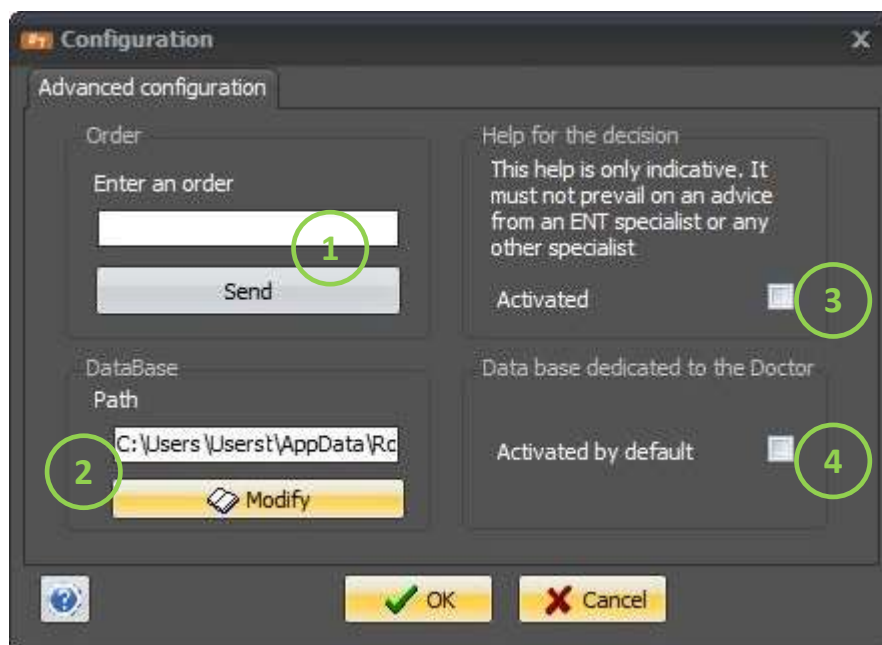 Configuration
Advanced configuration
Order
Enter an order
1
Send
Help for the decision
This help is only indicative. It
must not prevail on an advice
from an ENT specialist or any
other specialist
Activated
3
DataBase
Path
C:\Users\Userst\AppData\Rc
2
Modify
Data base dedicated to the Doctor
Activated by default
4
OK
Cancel